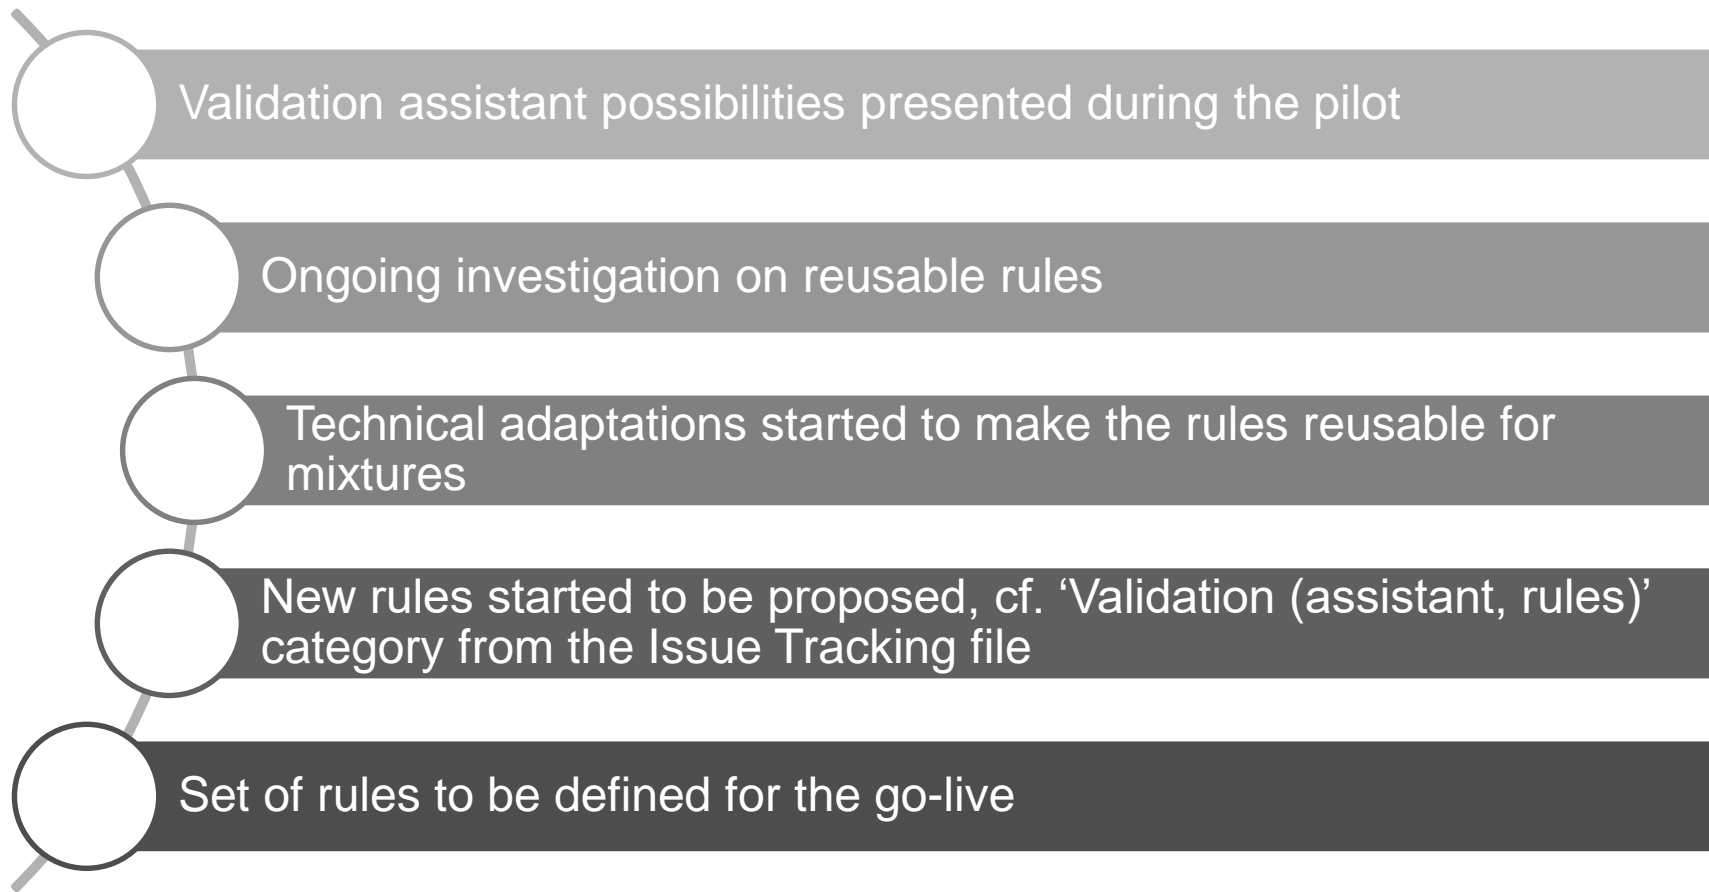 Validation assistant possibilities presented during the pilot
Ongoing investigation on reusable rules
Technical adaptations started to make the rules reusable for
mixtures
New rules started to be proposed, cf. ‘Validation (assistant, rules)’
category from the Issue Tracking file
Set of rules to be defined for the go-live